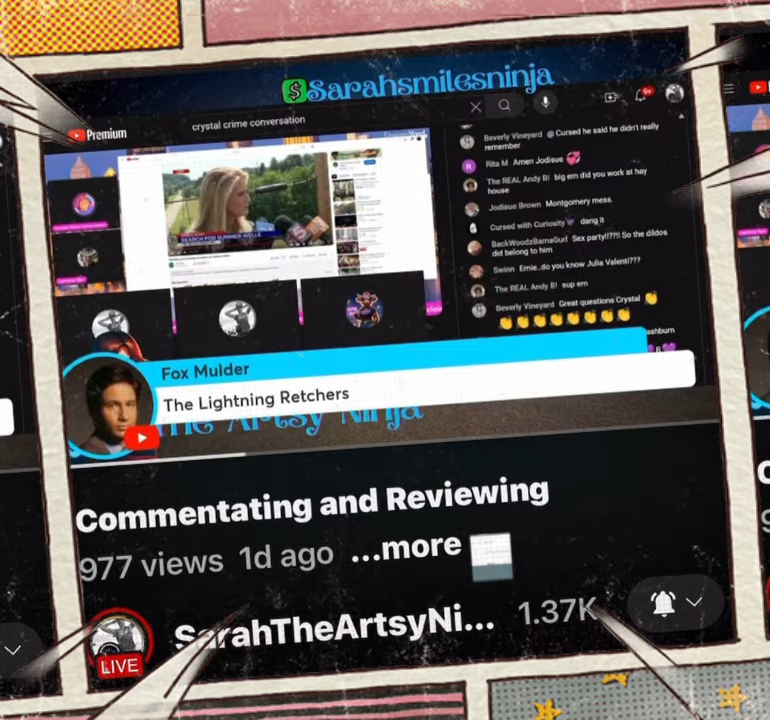 $Sarahsmilesninja
Premium
crystal crime conversation
9+
Beverly Vineyard @ Cursed he said he didn't really
remember
R
Rita M Amen Jodisue 💞
The REAL Andy B! big em did you work at hay
house
Jodisue Brown Montgomery mess.
Cursed with Curiosity 💜 dang it
BackWoodzBamaGurl Sex party!!??!! So the dildos
did belong to him
Swinn Emie..do you know Julia Valenti???
The REAL Andy B! sup em
Beverly Vineyard Great questions Crystal 👏
👏👏👏👏👏👏👏👏
SEARCH FOR SUMMER WELLS
Fox Mulder
The Lightning Retchers
The Artsy Ninja
Commentating and Reviewing
977 views 1d ago ...more
SarahTheArtsyNi... 1.37K
LIVE